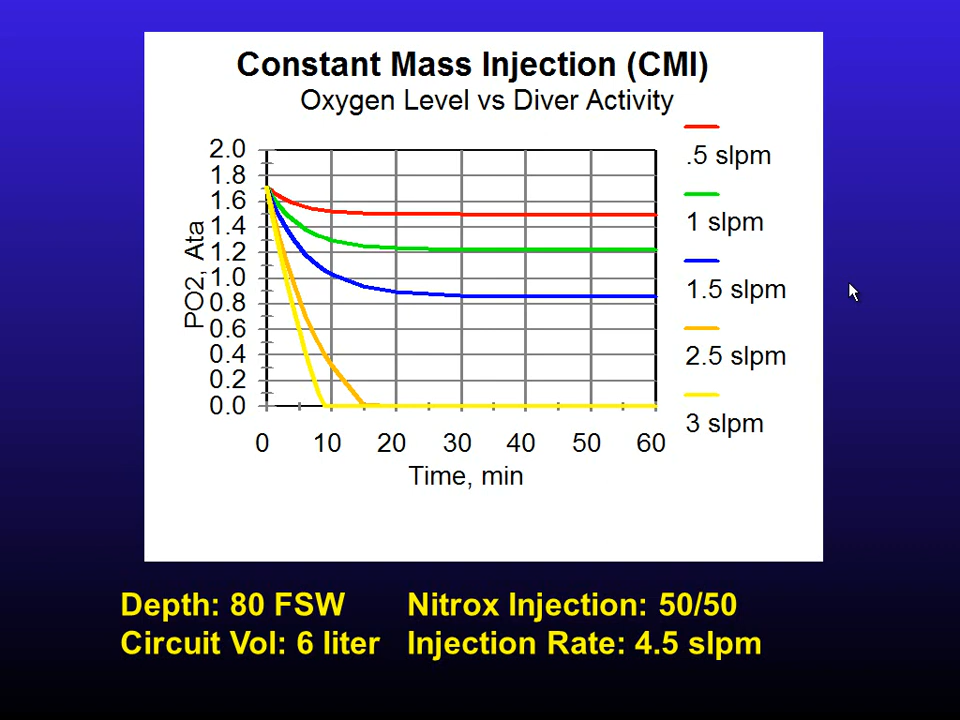 Constant Mass Injection (CMI)
Oxygen Level vs Diver Activity
2.0
1.8
1.6
1.4
1.2
1.0
0.8
0.6
0.4
0.2
0.0
PO2, Ata
0 10 20 30 40 50 60
Time, min
.5 slpm
1 slpm
1.5 slpm
2.5 slpm
3 slpm
Depth: 80 FSW Nitrox Injection: 50/50
Circuit Vol: 6 liter Injection Rate: 4.5 slpm